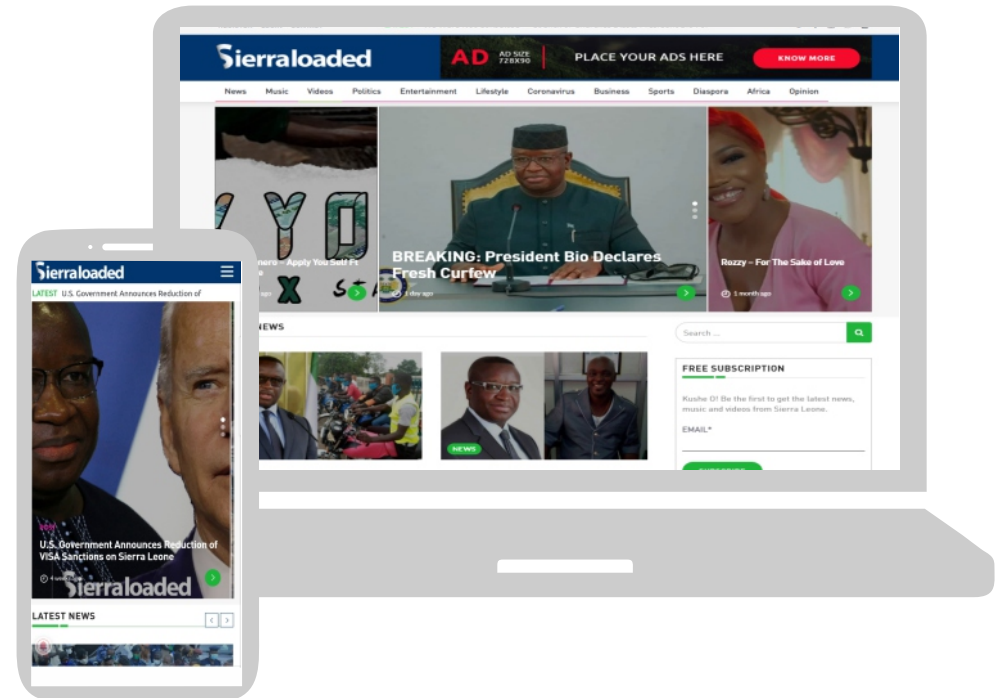 Sierraloaded
AD
AD SIZE
728X90
PLACE YOUR ADS HERE
KNOW MORE
News Music Videos Politics Entertainment Lifestyle Coronavirus Business Sports Diaspora Africa Opinion
Apply You Self Ft
BREAKING: President Bio Declares
Fresh Curfew
1 day ago
Rozzy – For The Sake of Love
1 month ago
NEWS
Search ...
NEWS
FREE SUBSCRIPTION
Kushe O! Be the first to get the latest news,
music and videos from Sierra Leone.
EMAIL*
Sierraloaded
LATEST U.S. Government Announces Reduction of
U.S. Government Announces Reduction of
VISA Sanctions on Sierra Leone
Sierraloaded
LATEST NEWS